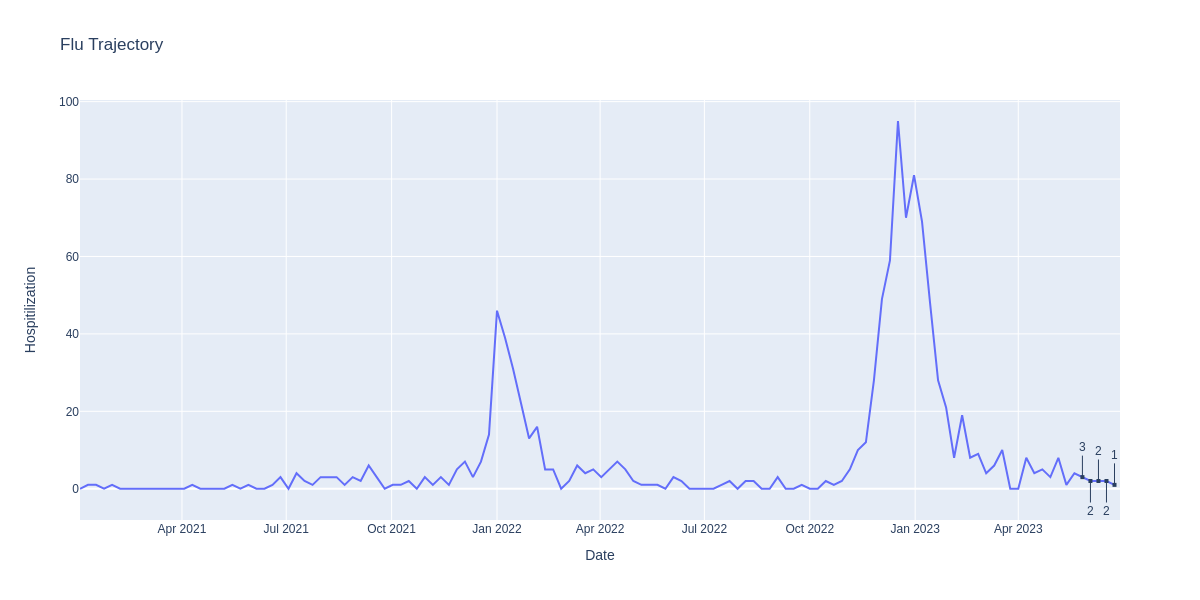 Flu Trajectory
100
80
60
40
20
0
Hospitilization
3
2
2
2
1
Apr 2021
Jul 2021
Oct 2021
Jan 2022
Apr 2022
Jul 2022
Oct 2022
Jan 2023
Apr 2023
Date